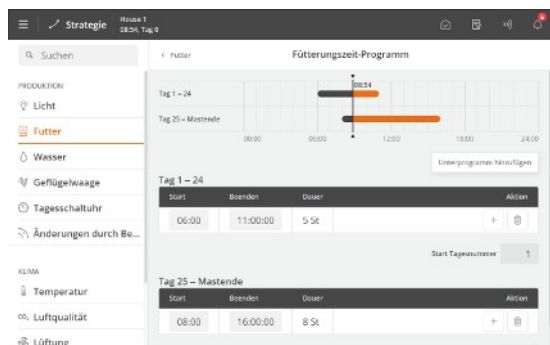 Strategie
House 1
08:54, Tag 0
Suchen
PRODUKTION
Licht
Futter
Wasser
Geflügelwaage
Tagesschaltuhr
Änderungen durch Be...
KLIMA
Temperatur
Luftqualität
Lüftung
< Futter
Fütterungszeit-Programm
08:54
Tag 1 – 24
Tag 25 – Mastende
00:00 06:00 12:00 18:00 24:00
Unterprogramm hinzufügen
Tag 1 – 24
Start Beenden Dauer Aktion
06:00 11:00:00 5 St +
Start Tagesnummer 1
Tag 25 – Mastende
Start Beenden Dauer Aktion
08:00 16:00:00 8 St +